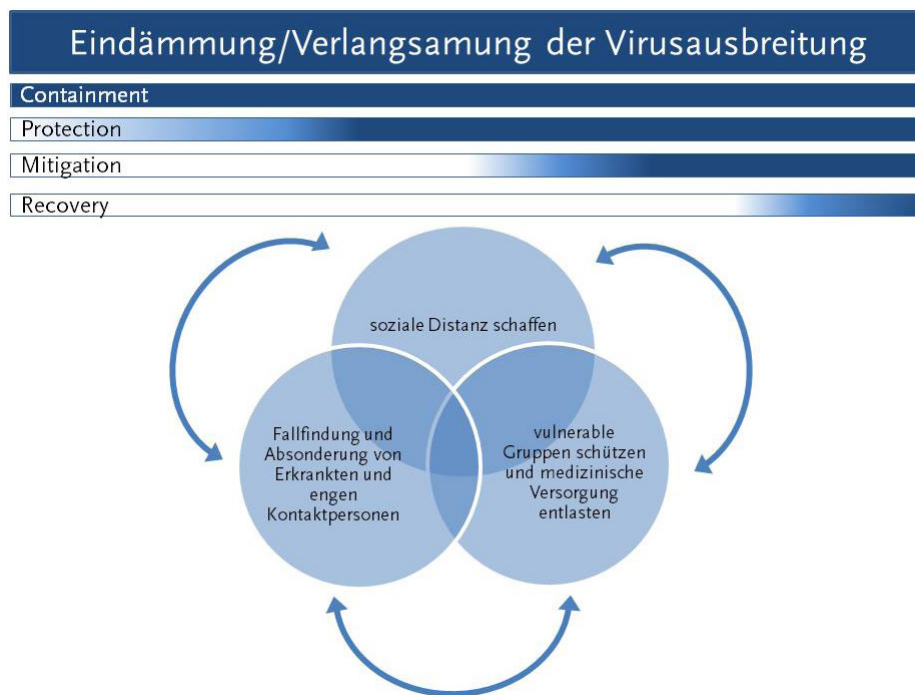 Eindämmung/Verlangsamung der Virusausbreitung
Containment
Protection
Mitigation
Recovery
soziale Distanz schaffen
Fallfindung und
Absonderung von
Erkrankten und
engen
Kontaktpersonen
vulnerable
Gruppen schützen
und medizinische
Versorgung
entlasten